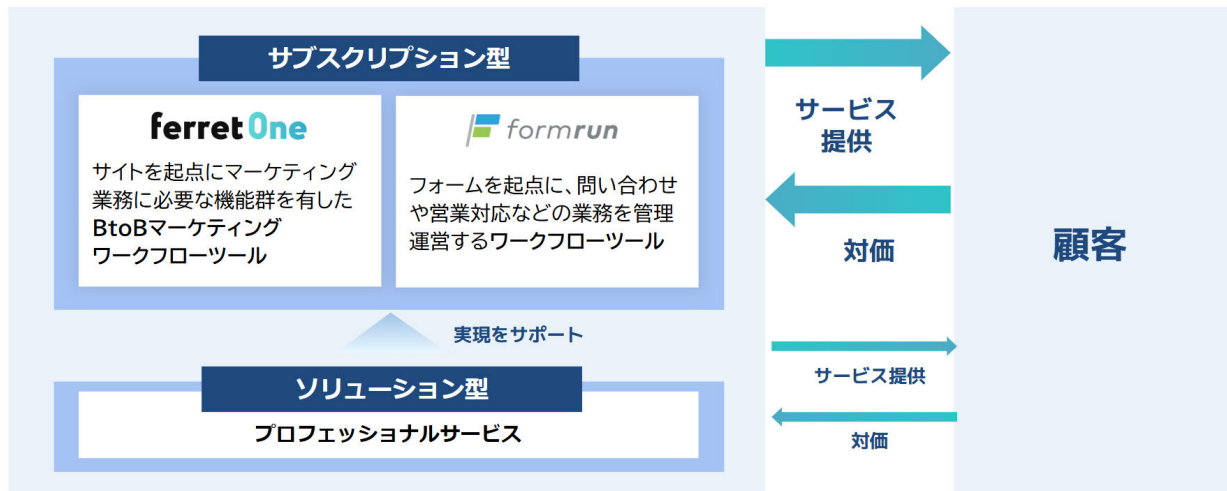 サブスクリプション型
ferret One
サイトを起点にマーケティング
業務に必要な機能群を有した
BtoBマーケティング
ワークフローツール
formrun
フォームを起点に、問い合わせ
や営業対応などの業務を管理
運営するワークフローツール
実現をサポート
ソリューション型
プロフェッショナルサービス
サービス
提供
対価
サービス提供
対価
顧客